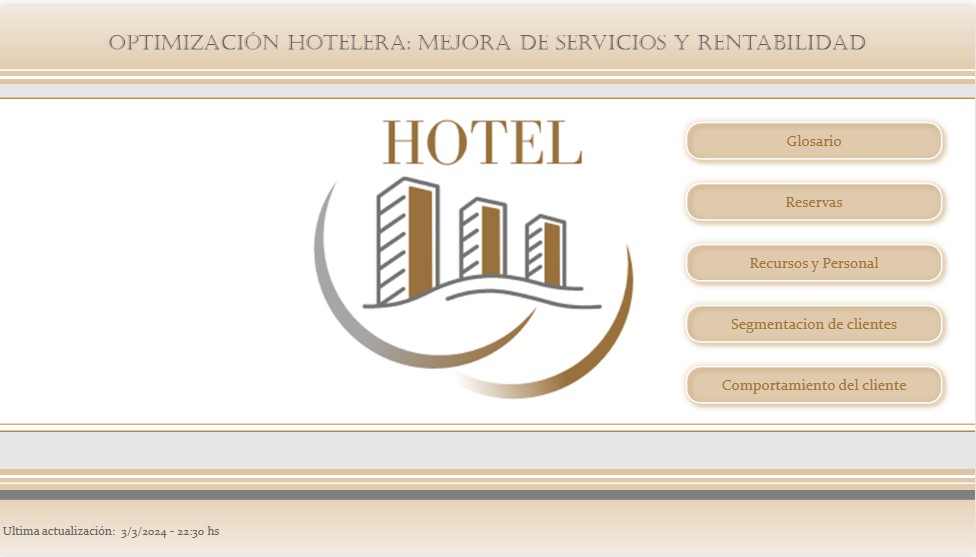 OPTIMIZACIÓN HOTELERA: MEJORA DE SERVICIOS Y RENTABILIDAD
HOTEL
Glosario
Reservas
Recursos y Personal
Segmentacion de clientes
Comportamiento del cliente
Ultima actualización: 3/3/2024 - 22:30 hs